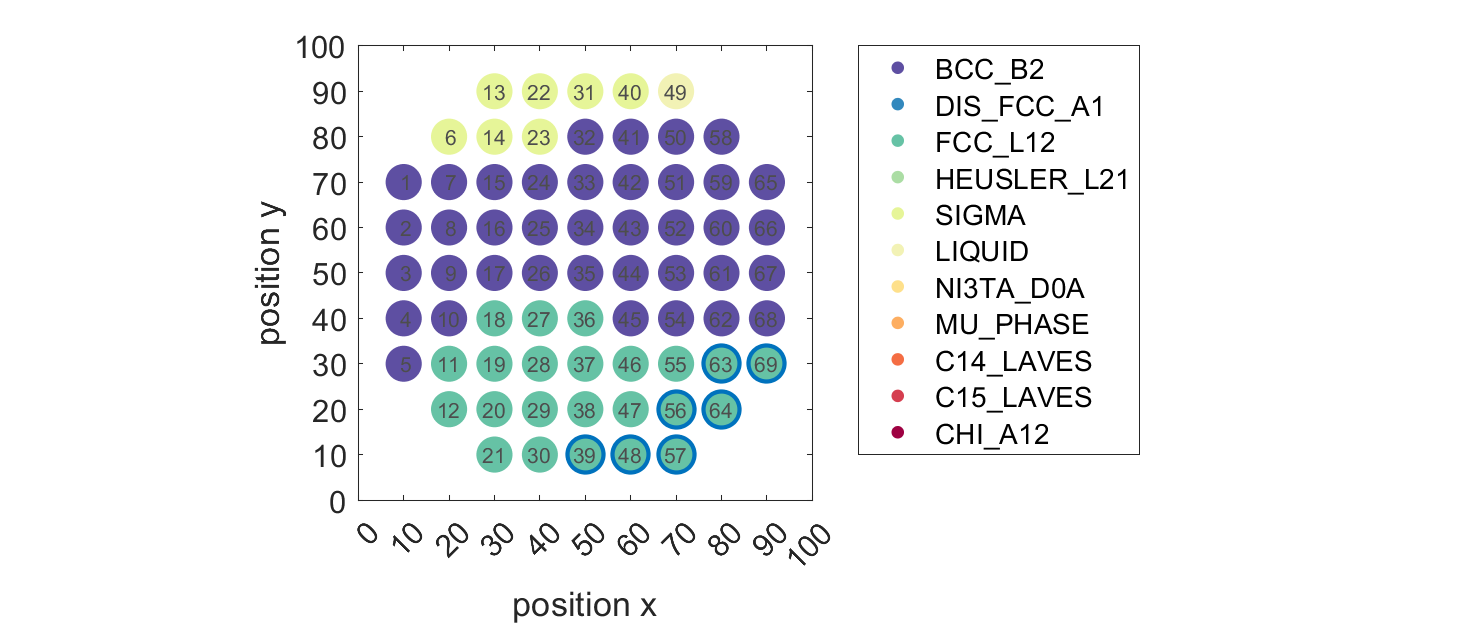 100
90 13 22 31 40 49
80 6 14 23 32 41 50 58
70 1 7 15 24 33 42 51 59 65
60 2 8 16 25 34 43 52 60 66
50 3 9 17 26 35 44 53 61 67
40 4 10 18 27 36 45 54 62 68
30 5 11 19 28 37 46 55 63 69
20 12 20 29 38 47 56 64
10 21 30 39 48 57
0
0 10 20 30 40 50 60 70 80 90 100
position x
position y
BCC_B2
DIS_FCC_A1
FCC_L12
HEUSLER_L21
SIGMA
LIQUID
NI3TA_D0A
MU_PHASE
C14_LAVES
C15_LAVES
CHI_A12